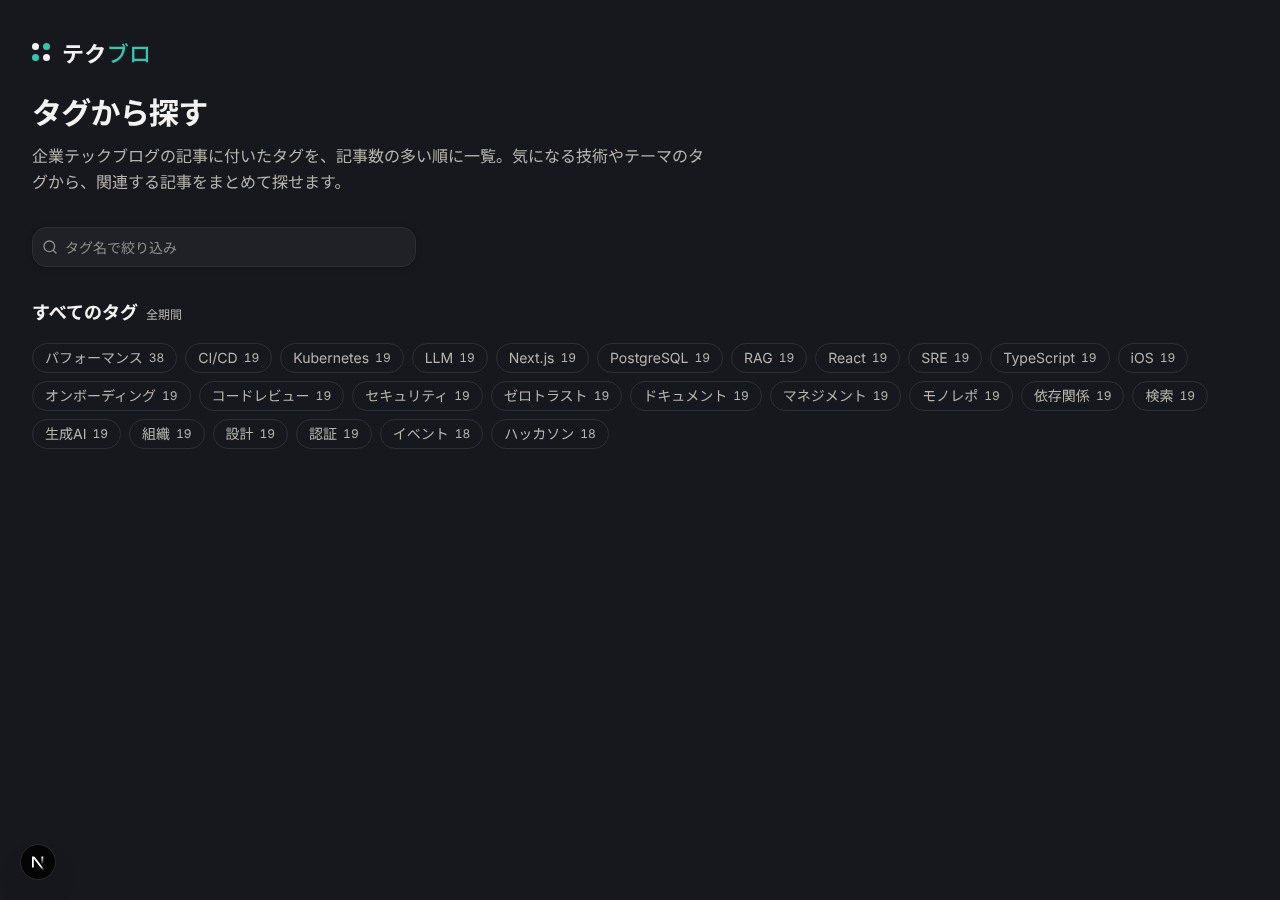 テクブロ
タグから探す
企業テックブログの記事に付いたタグを、記事数の多い順に一覧。気になる技術やテーマのタ
グから、関連する記事をまとめて探せます。
タグ名で絞り込み
すべてのタグ 全期間
パフォーマンス 38 CI/CD 19 Kubernetes 19 LLM 19 Next.js 19 PostgreSQL 19 RAG 19 React 19 SRE 19 TypeScript 19 iOS 19
オンボーディング 19 コードレビュー 19 セキュリティ 19 ゼロトラスト 19 ドキュメント 19 マネジメント 19 モノレポ 19 依存関係 19 検索 19
生成AI 19 組織 19 設計 19 認証 19 イベント 18 ハッカソン 18
N